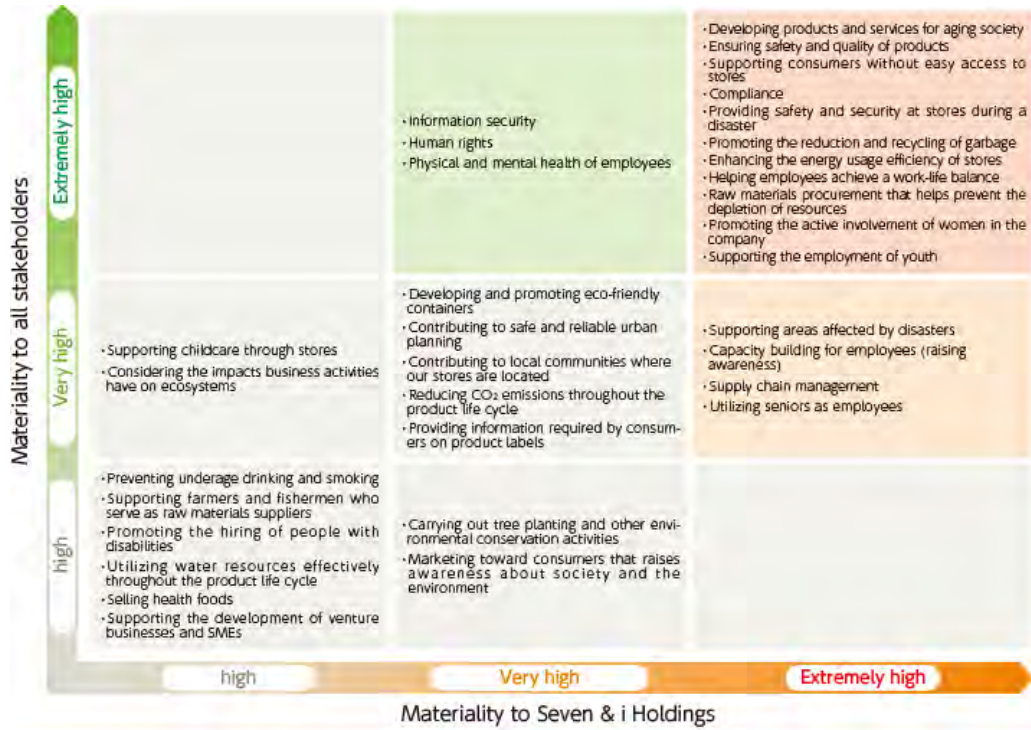 Materiality to all stakeholders
Extremely high
· Information security
· Human rights
· Physical and mental health of employees
· Developing products and services for aging society
· Ensuring safety and quality of products
· Supporting consumers without easy access to
stores
· Compliance
· Providing safety and security at stores during a
disaster
· Promoting the reduction and recycling of garbage
· Enhancing the energy usage efficiency of stores
· Helping employees achieve a work-life balance
· Raw materials procurement that helps prevent the
depletion of resources
· Promoting the active involvement of women in the
company
· Supporting the employment of youth
Very high
· Supporting childcare through stores
· Considering the impacts business activities
have on ecosystems
· Developing and promoting eco-friendly
containers
· Contributing to safe and reliable urban
planning
· Contributing to local communities where
our stores are located
· Reducing CO₂ emissions throughout the
product life cycle
· Providing information required by consum-
ers on product labels
· Supporting areas affected by disasters
· Capacity building for employees (raising
awareness)
· Supply chain management
· Utilizing seniors as employees
high
· Preventing underage drinking and smoking
· Supporting farmers and fishermen who
serve as raw materials suppliers
· Promoting the hiring of people with
disabilities
· Utilizing water resources effectively
throughout the product life cycle
· Selling health foods
· Supporting the development of venture
businesses and SMEs
· Carrying out tree planting and other envi-
ronmental conservation activities
· Marketing toward consumers that raises
awareness about society and the
environment
high
Very high
Extremely high
Materiality to Seven & i Holdings